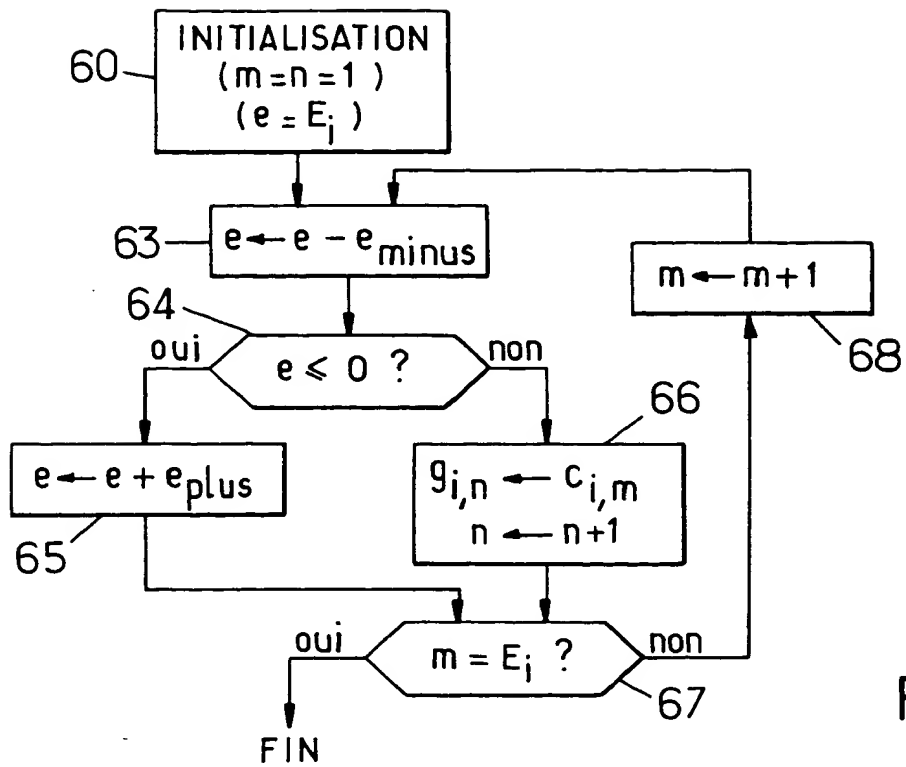 60
INITIALISATION
(m=n=1)
(e = E_i)
63
e ← e - e_minus
m ← m+1
68
64
oui
e ≤ 0 ?
non
66
e ← e + e_plus
65
g_i,n ← c_i,m
n ← n+1
oui
m = E_i ?
non
67
FIN